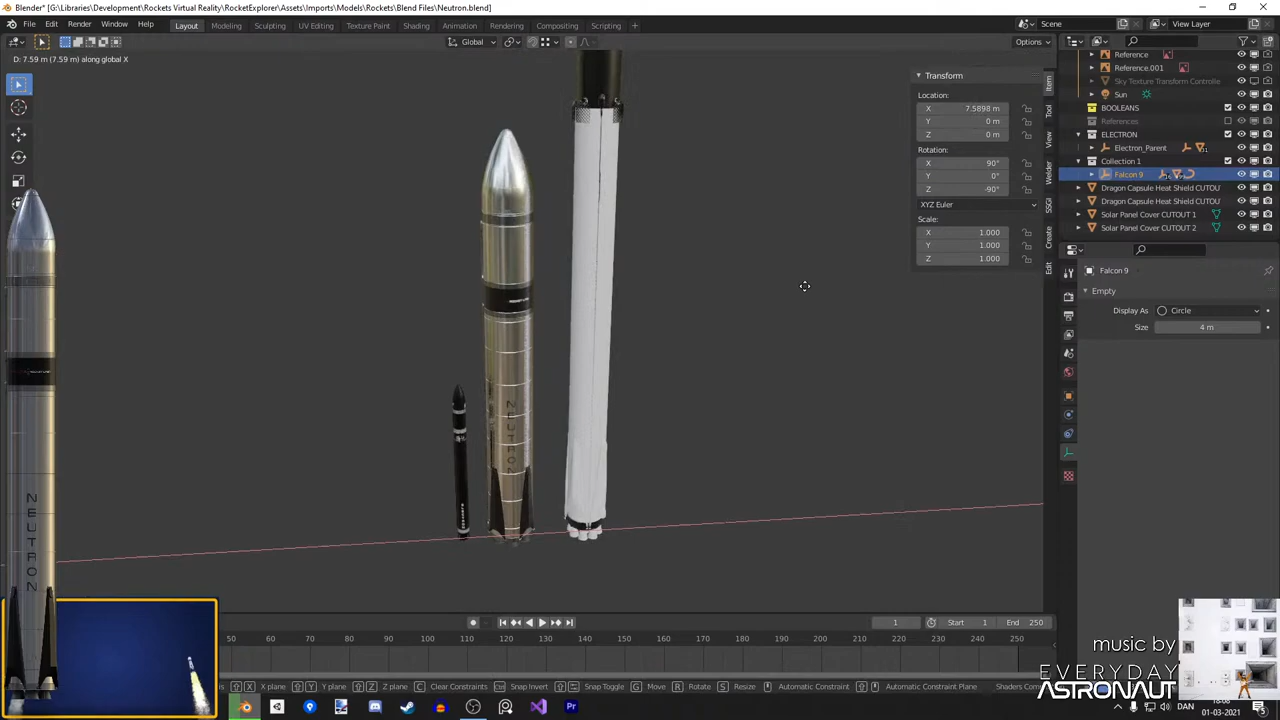 Blender* [G:\Libraries\Development\Rockets Virtual Reality\RocketExplorer\Assets\Imports\Models\Rockets\Blend Files\Neutron.blend]
File Edit Render Window Help Layout Modeling Sculpting UV Editing Texture Paint Shading Animation Rendering Compositing Scripting + Scene View Layer
Global Options
D: 7.59 m (7.59 m) along global X
Transform
Location:
X 7.5898 m
Y 0 m
Z 0 m
Rotation:
X 90°
Y 0°
Z -90°
XYZ Euler
Scale:
X 1.000
Y 1.000
Z 1.000
Item
Tool
View
Create
Edit
Reference
Reference.001
Sky Texture Transform Controlle
Sun
BOOLEANS
References
ELECTRON
Electron_Parent
Collection 1
Falcon 9
Dragon Capsule Heat Shield CUTOU
Dragon Capsule Heat Shield CUTOU
Solar Panel Cover CUTOUT 1
Solar Panel Cover CUTOUT 2
Falcon 9
Empty
Display As Circle
Size 4 m
NEUTRON
NEUTRON
1 Start 1 End 250
50 60 70 80 90 100 110 120 130 140 150 160 170 180 190 200 210 220 230 240 250
X plane Y plane Z plane Clear Constraints Snap Invert Snap Toggle Move Rotate Resize Automatic Constraint Automatic Constraint Plane
music by
EVERYDAY
ASTRONAUT
DAN
01-03-2021